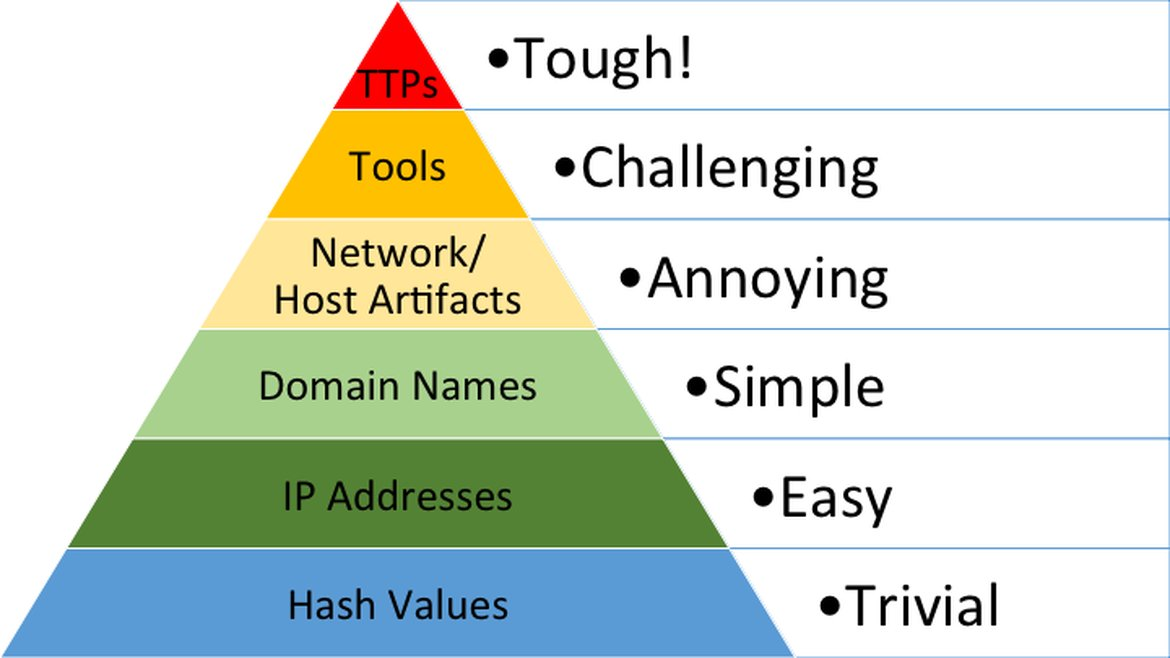 TTPs
•Tough!
Tools
•Challenging
Network/
Host Artifacts
•Annoying
Domain Names
•Simple
IP Addresses
•Easy
Hash Values
•Trivial